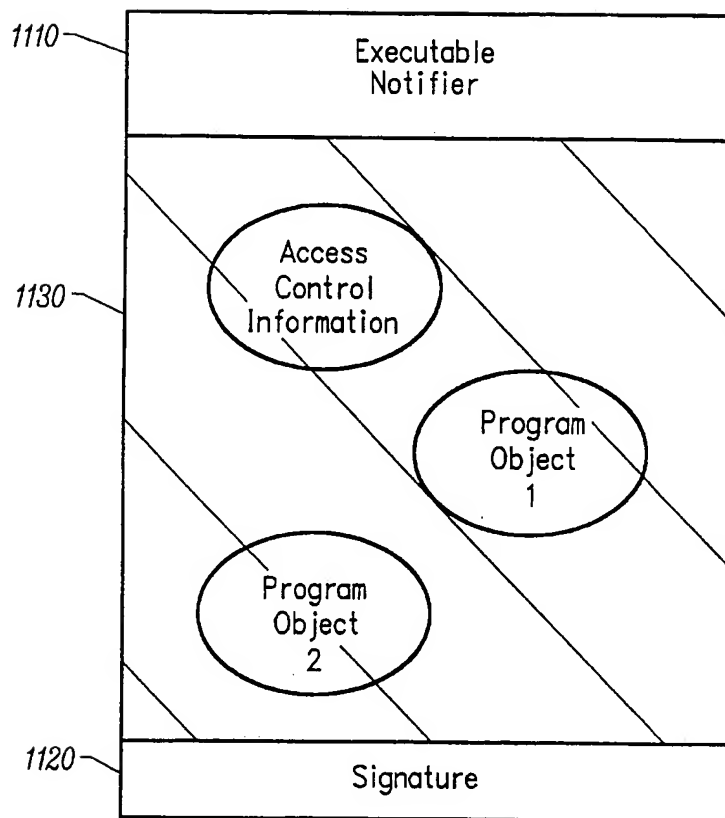 1110
Executable
Notifier
1130
Access
Control
Information
Program
Object
1
Program
Object
2
1120
Signature